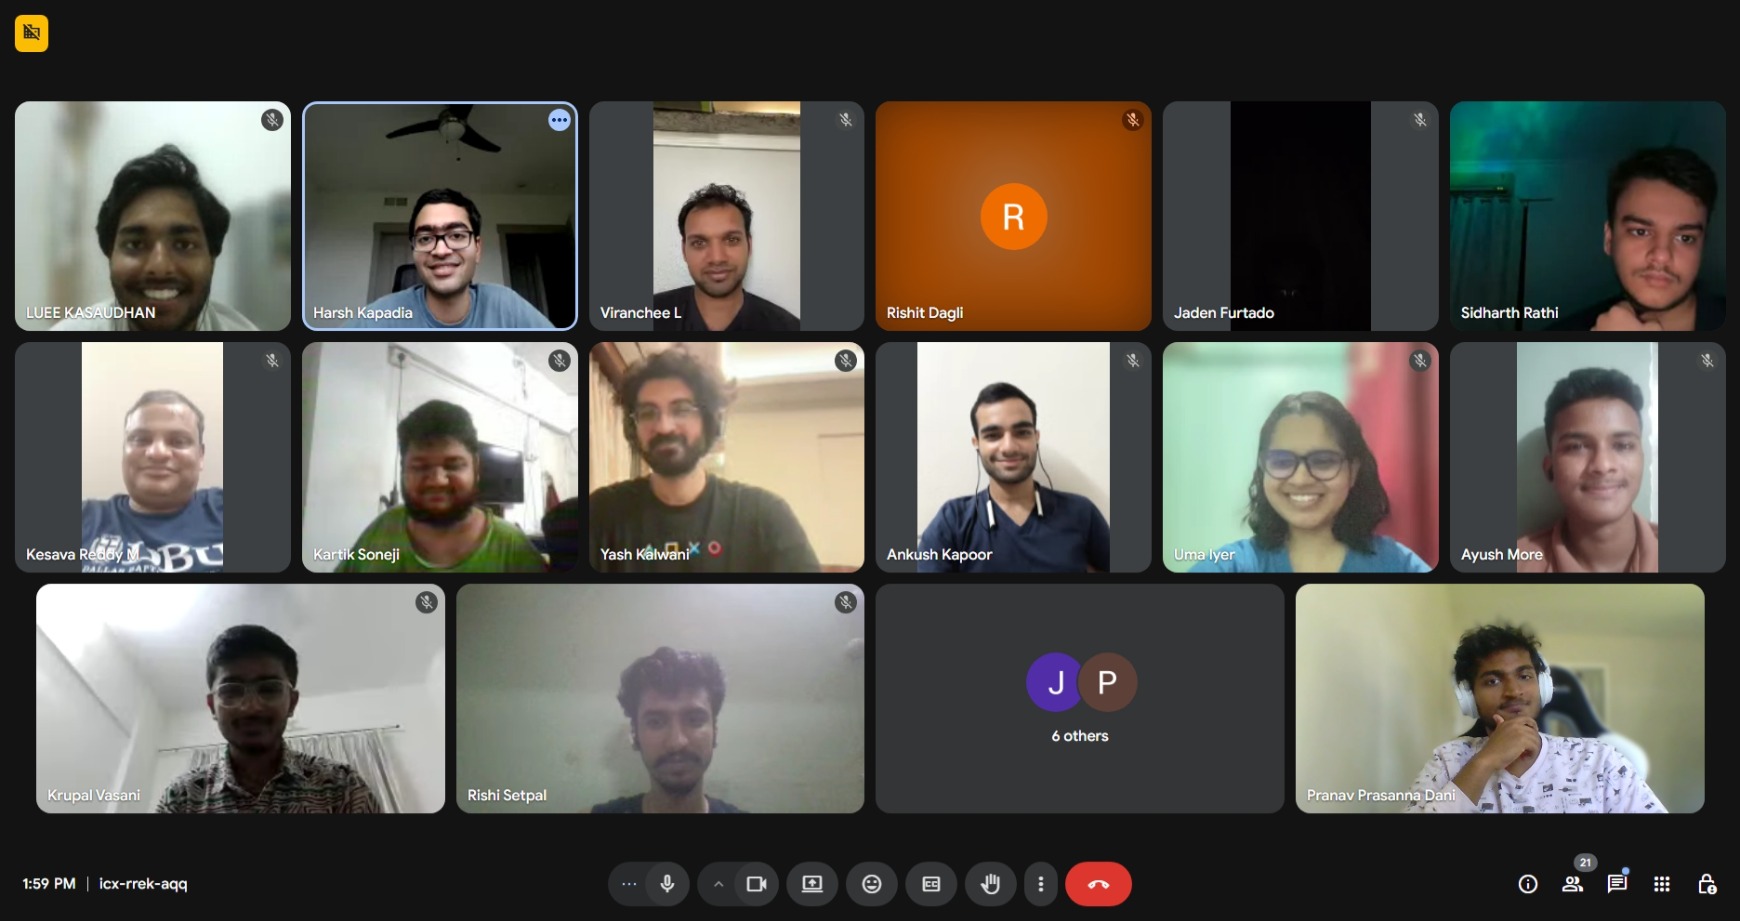 LUEE KASAUDHAN
Harsh Kapadia
Viranchee L
R
Rishit Dagli
Jaden Furtado
Sidharth Rathi
Kesava Reddy M
Kartik Soneji
Yash Kalwani
Ankush Kapoor
Uma Iyer
Ayush More
Krupal Vasani
Rishi Setpal
J P
6 others
Pranav Prasanna Dani
1:59 PM | icx-rrek-aqq
CC
21